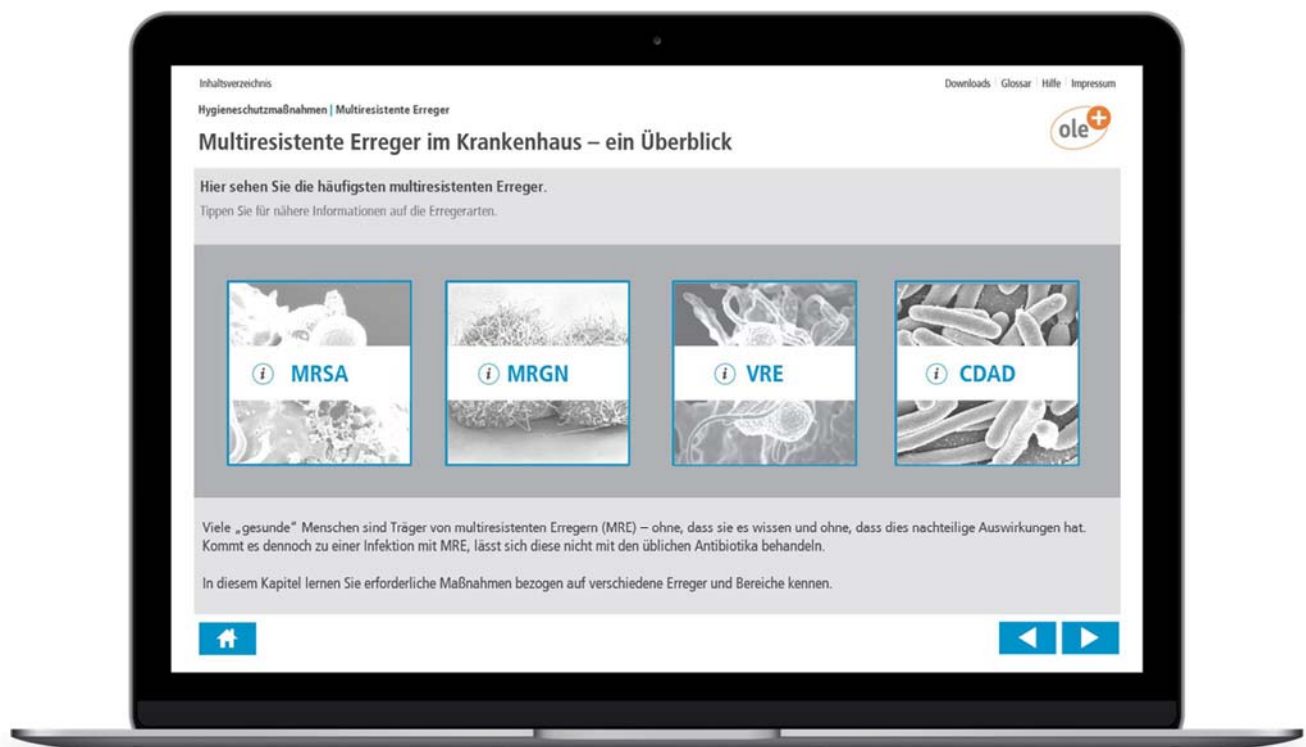 Inhaltsverzeichnis
Downloads Glossar Hilfe Impressum
Hygieneschutzmaßnahmen | Multiresistente Erreger
ole+
Multiresistente Erreger im Krankenhaus – ein Überblick
Hier sehen Sie die häufigsten multiresistenten Erreger.
Tippen Sie für nähere Informationen auf die Erregerarten.
i MRSA
i MRGN
i VRE
i CDAD
Viele „gesunde“ Menschen sind Träger von multiresistenten Erregern (MRE) – ohne, dass sie es wissen und ohne, dass dies nachteilige Auswirkungen hat.
Kommt es dennoch zu einer Infektion mit MRE, lässt sich diese nicht mit den üblichen Antibiotika behandeln.
In diesem Kapitel lernen Sie erforderliche Maßnahmen bezogen auf verschiedene Erreger und Bereiche kennen.